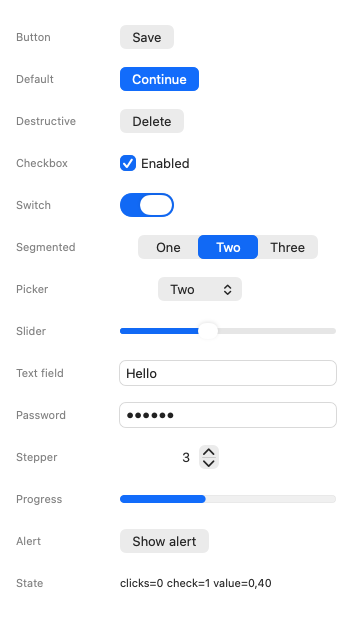 Button Save
Default Continue
Destructive Delete
Checkbox Enabled
Switch
Segmented One Two Three
Picker Two
Slider
Text field Hello
Password ●●●●●●
Stepper 3
Progress
Alert Show alert
State clicks=0 check=1 value=0,40